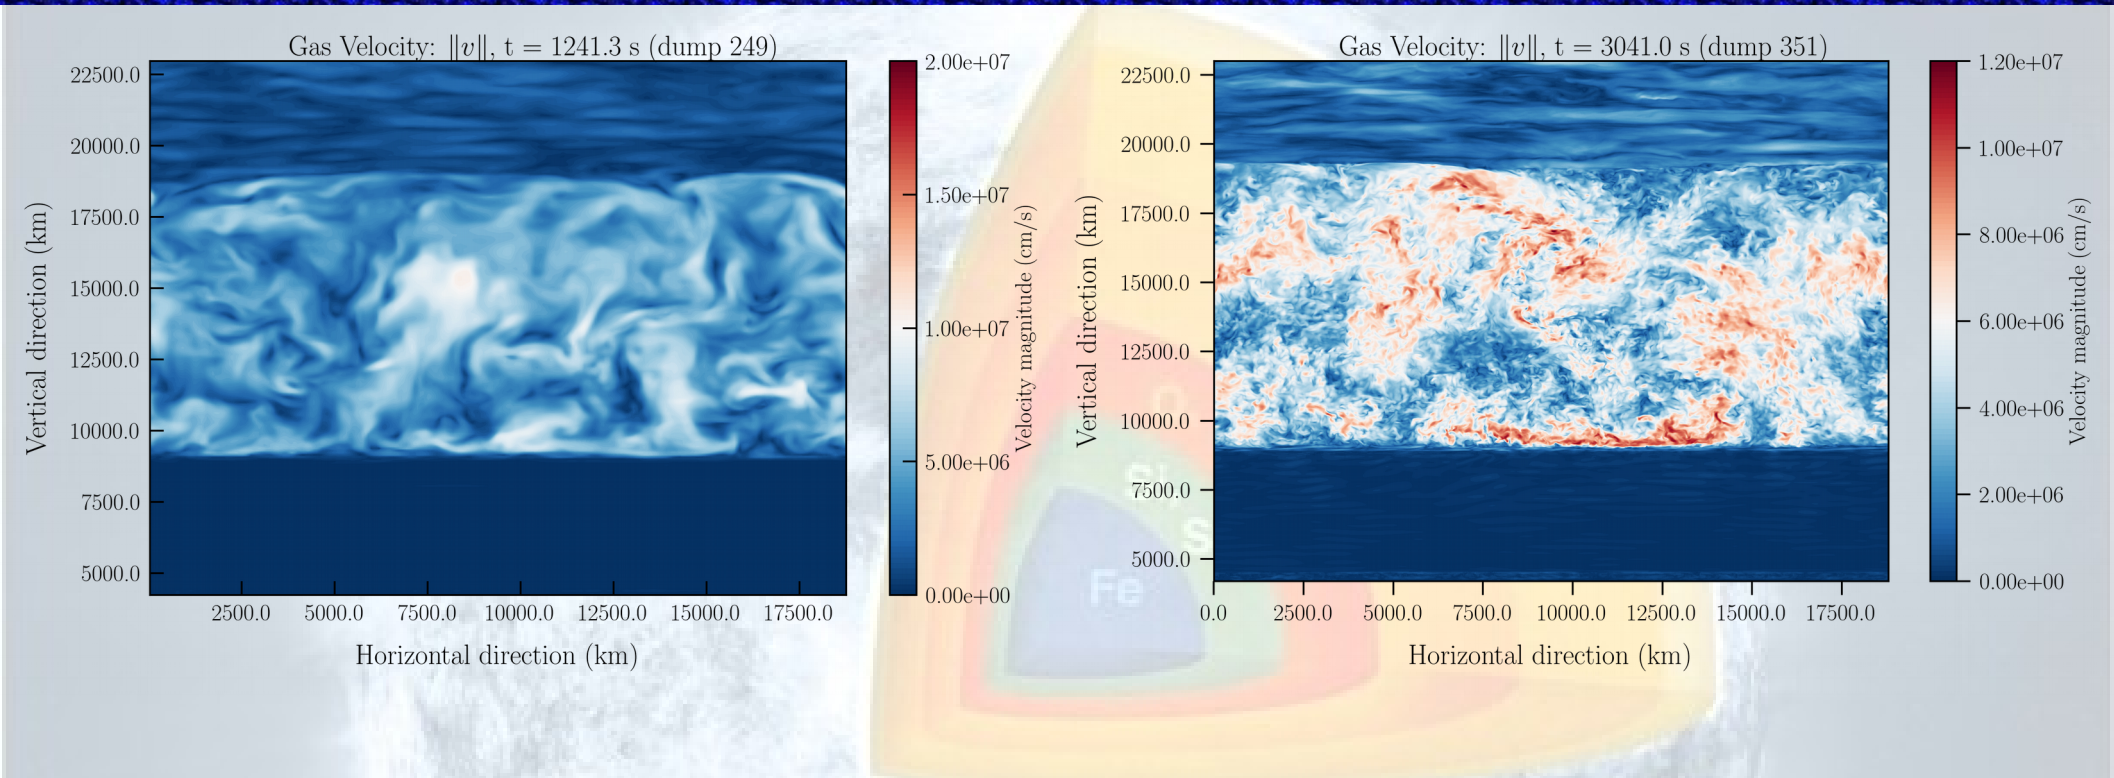 Gas Velocity: ‖v‖, t = 1241.3 s (dump 249)
22500.0
20000.0
17500.0
15000.0
12500.0
10000.0
7500.0
5000.0
Vertical direction (km)
2500.0 5000.0 7500.0 10000.0 12500.0 15000.0 17500.0
Horizontal direction (km)
2.00e+07
1.50e+07
1.00e+07
5.00e+06
0.00e+00
Velocity magnitude (cm/s)
Gas Velocity: ‖v‖, t = 3041.0 s (dump 351)
22500.0
20000.0
17500.0
15000.0
12500.0
10000.0
7500.0
5000.0
Vertical direction (km)
0.0 2500.0 5000.0 7500.0 10000.0 12500.0 15000.0 17500.0
Horizontal direction (km)
1.20e+07
1.00e+07
8.00e+06
6.00e+06
4.00e+06
2.00e+06
0.00e+00
Velocity magnitude (cm/s)
O
Si
S
Fe